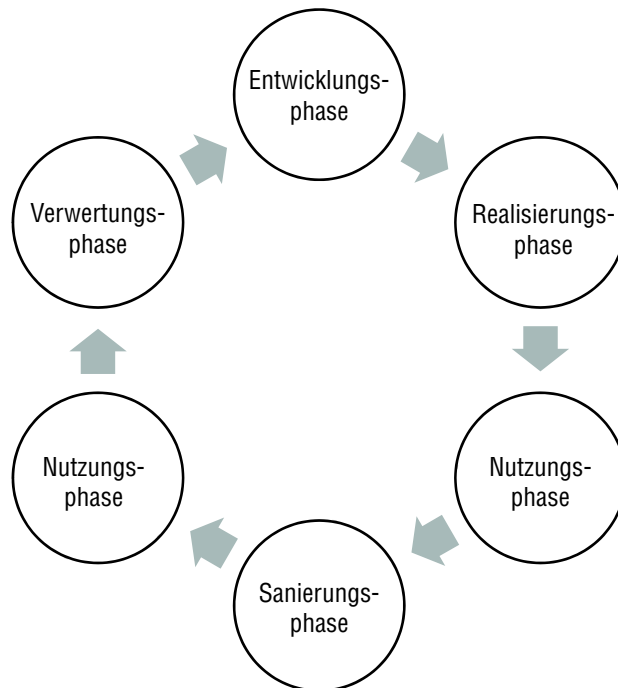 Entwicklungs-
phase
Realisierungs-
phase
Nutzungs-
phase
Sanierungs-
phase
Nutzungs-
phase
Verwertungs-
phase